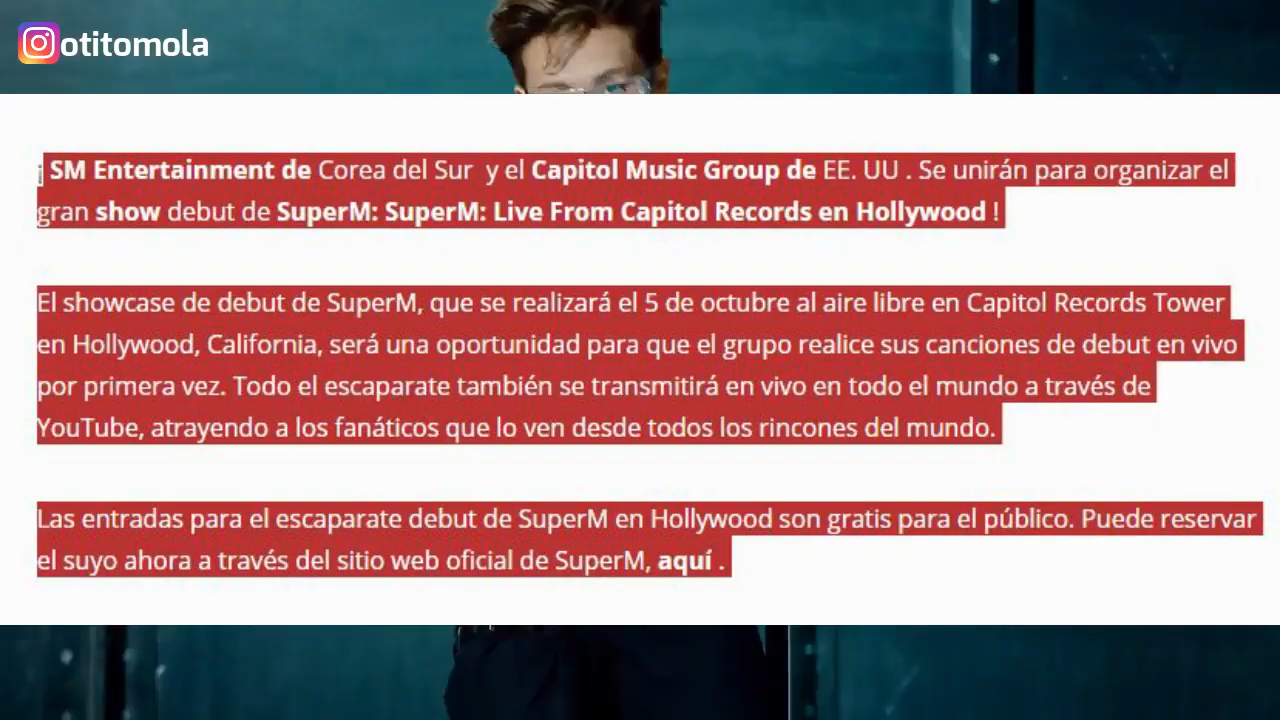 otitomola
¡ SM Entertainment de Corea del Sur y el Capitol Music Group de EE. UU . Se unirán para organizar el
gran show debut de SuperM: SuperM: Live From Capitol Records en Hollywood !
El showcase de debut de SuperM, que se realizará el 5 de octubre al aire libre en Capitol Records Tower
en Hollywood, California, será una oportunidad para que el grupo realice sus canciones de debut en vivo
por primera vez. Todo el escaparate también se transmitirá en vivo en todo el mundo a través de
YouTube, atrayendo a los fanáticos que lo ven desde todos los rincones del mundo.
Las entradas para el escaparate debut de SuperM en Hollywood son gratis para el público. Puede reservar
el suyo ahora a través del sitio web oficial de SuperM, aquí .